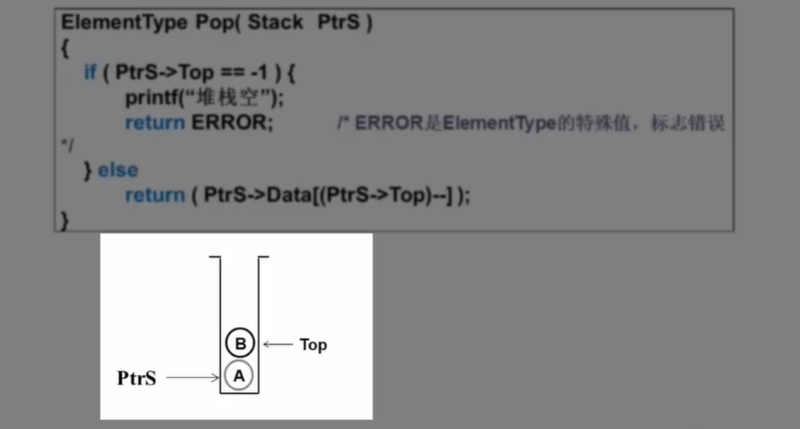 ElementType Pop( Stack PtrS )
{
if ( PtrS->Top == -1 ) {
printf(“堆栈空”);
return ERROR; /* ERROR是ElementType的特殊值，标志错误
*/
} else
return ( PtrS->Data[(PtrS->Top)--] );
}
B
Top
PtrS
A